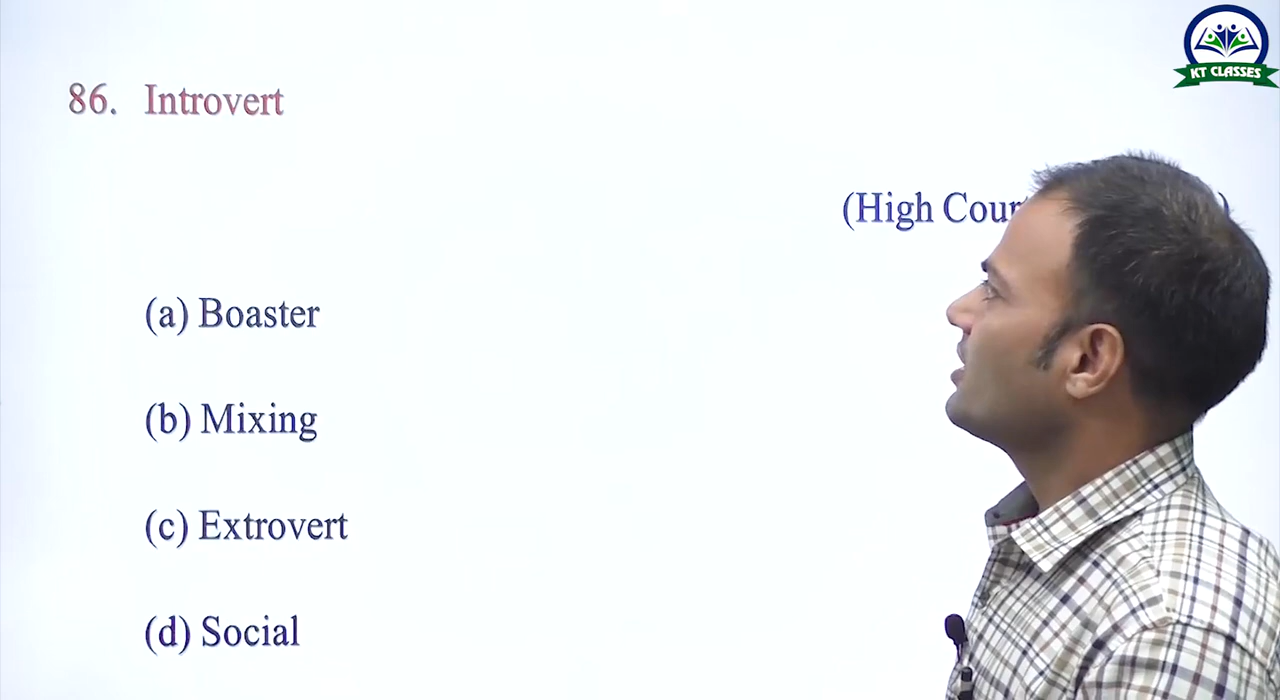 KT CLASSES
86. Introvert
(High Cour
)
(a) Boaster
(b) Mixing
(c) Extrovert
(d) Social